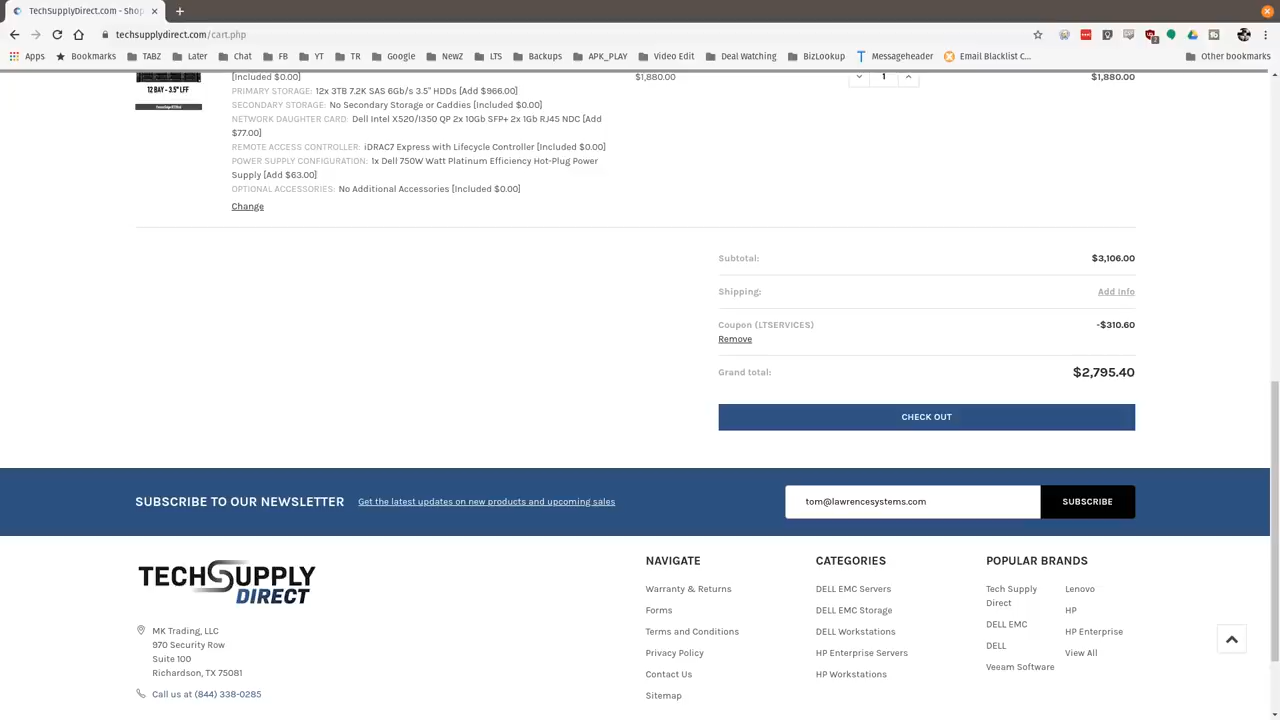 TechSupplyDirect.com - Shop
techsupplydirect.com/cart.php
Apps Bookmarks TABZ Later Chat FB YT TR Google NewZ LTS Backups APK_PLAY Video Edit Deal Watching BizLookup Messageheader Email Blacklist C... Other bookmarks
[Included $0.00] $1,880.00 1 $1,880.00
12 BAY - 3.5" LFF
PRIMARY STORAGE: 12x 3TB 7.2K SAS 6Gb/s 3.5" HDDs [Add $966.00]
SECONDARY STORAGE: No Secondary Storage or Caddies [Included $0.00]
NETWORK DAUGHTER CARD: Dell Intel X520/I350 QP 2x 10Gb SFP+ 2x 1Gb RJ45 NDC [Add
$77.00]
REMOTE ACCESS CONTROLLER: iDRAC7 Express with Lifecycle Controller [Included $0.00]
POWER SUPPLY CONFIGURATION: 1x Dell 750W Watt Platinum Efficiency Hot-Plug Power
Supply [Add $63.00]
OPTIONAL ACCESSORIES: No Additional Accessories [Included $0.00]
Change
Subtotal: $3,106.00
Shipping: Add Info
Coupon (LTSERVICES) -$310.60
Remove
Grand total: $2,795.40
CHECK OUT
SUBSCRIBE TO OUR NEWSLETTER Get the latest updates on new products and upcoming sales tom@lawrencesystems.com SUBSCRIBE
TECHSUPPLY
DIRECT
MK Trading, LLC
970 Security Row
Suite 100
Richardson, TX 75081
Call us at (844) 338-0285
NAVIGATE
Warranty & Returns
Forms
Terms and Conditions
Privacy Policy
Contact Us
Sitemap
CATEGORIES
DELL EMC Servers
DELL EMC Storage
DELL Workstations
HP Enterprise Servers
HP Workstations
POPULAR BRANDS
Tech Supply
Direct
DELL EMC
DELL
Veeam Software
Lenovo
HP
HP Enterprise
View All